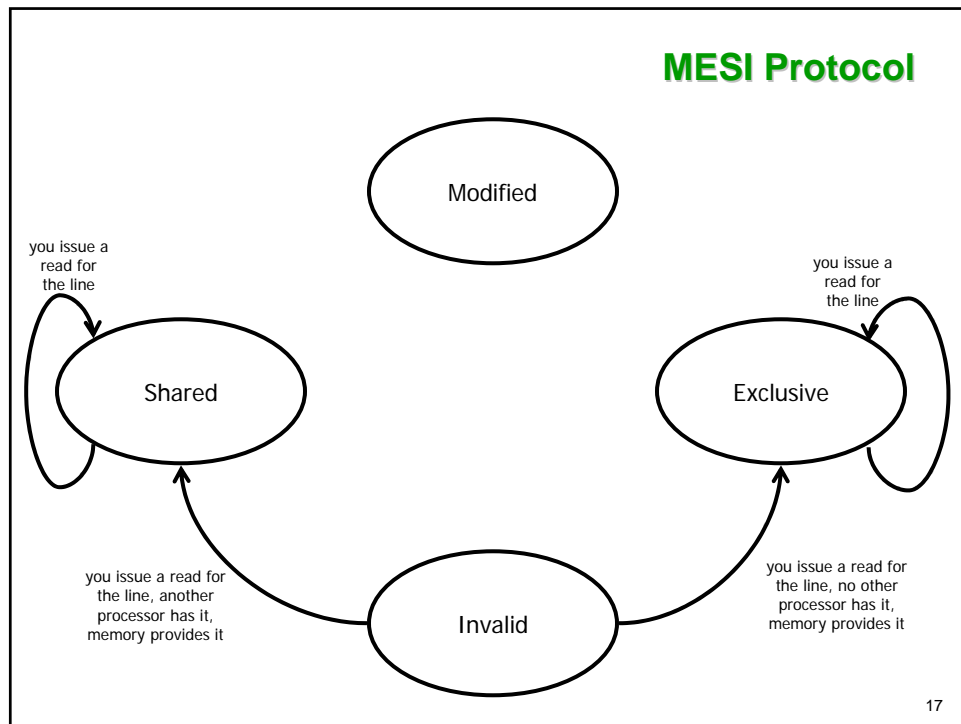 MESI Protocol
Modified
you issue a
read for
the line
you issue a
read for
the line
Shared
Exclusive
you issue a read for
the line, another
processor has it,
memory provides it
you issue a read for
the line, no other
processor has it,
memory provides it
Invalid
17